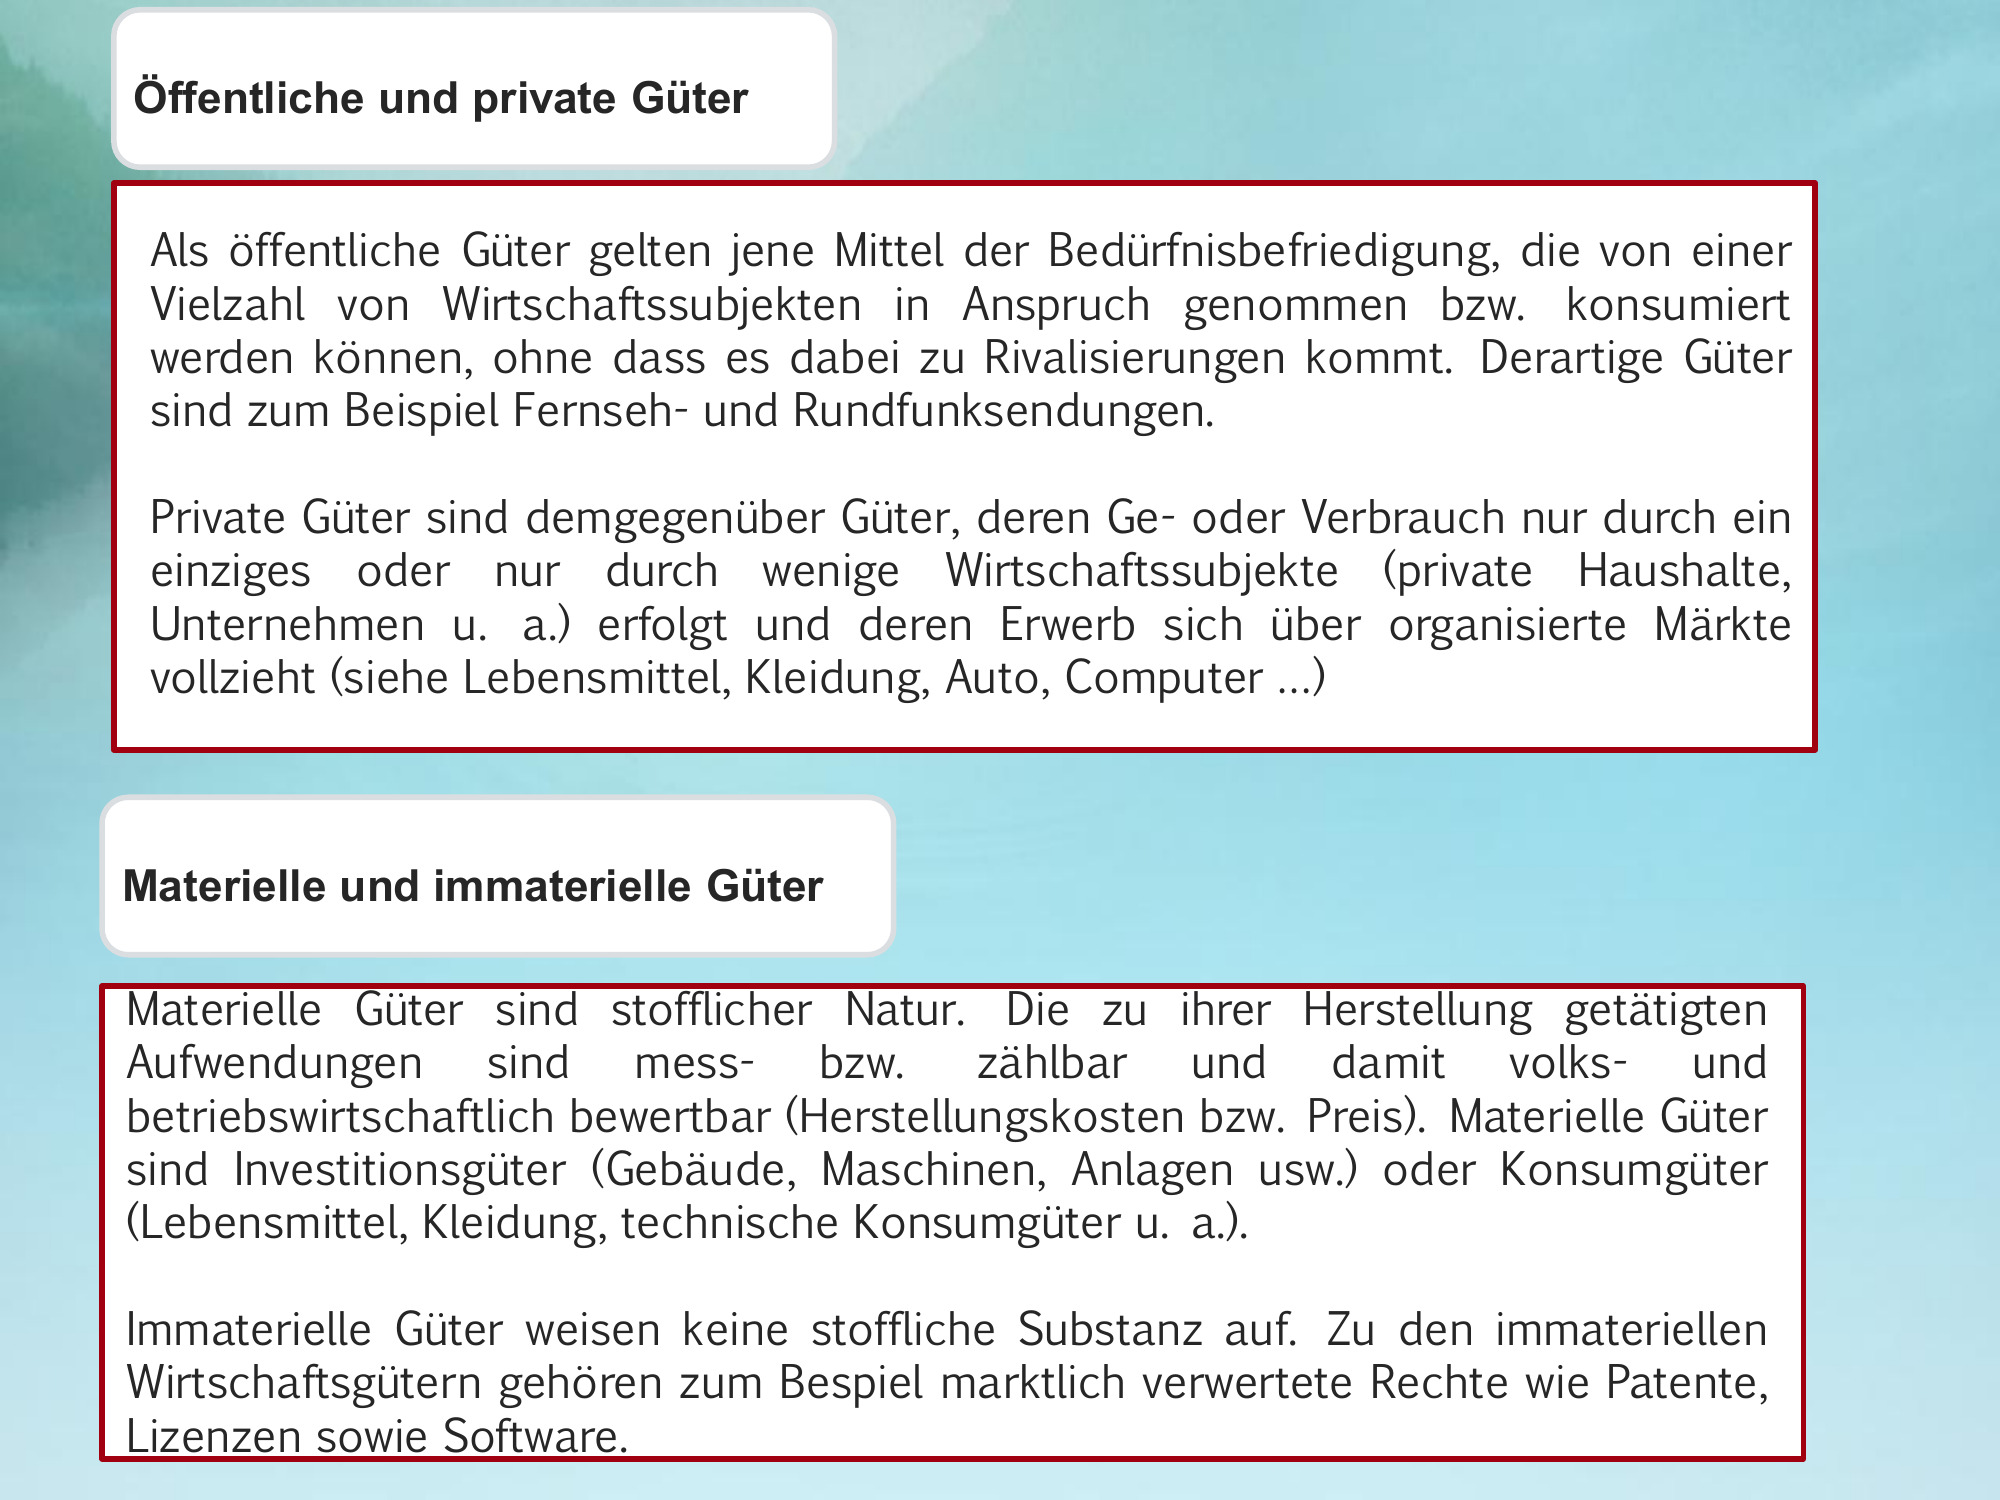 Öffentliche und private Güter
Als öffentliche Güter gelten jene Mittel der Bedürfnisbefriedigung, die von einer
Vielzahl von Wirtschaftssubjekten in Anspruch genommen bzw. konsumiert
werden können, ohne dass es dabei zu Rivalisierungen kommt. Derartige Güter
sind zum Beispiel Fernseh- und Rundfunksendungen.
Private Güter sind demgegenüber Güter, deren Ge- oder Verbrauch nur durch ein
einziges oder nur durch wenige Wirtschaftssubjekte (private Haushalte,
Unternehmen u. a.) erfolgt und deren Erwerb sich über organisierte Märkte
vollzieht (siehe Lebensmittel, Kleidung, Auto, Computer ...)
Materielle und immaterielle Güter
Materielle Güter sind stofflicher Natur. Die zu ihrer Herstellung getätigten
Aufwendungen sind mess- bzw. zählbar und damit volks- und
betriebswirtschaftlich bewertbar (Herstellungskosten bzw. Preis). Materielle Güter
sind Investitionsgüter (Gebäude, Maschinen, Anlagen usw.) oder Konsumgüter
(Lebensmittel, Kleidung, technische Konsumgüter u. a.).
Immaterielle Güter weisen keine stoffliche Substanz auf. Zu den immateriellen
Wirtschaftsgütern gehören zum Bespiel marktlich verwertete Rechte wie Patente,
Lizenzen sowie Software.